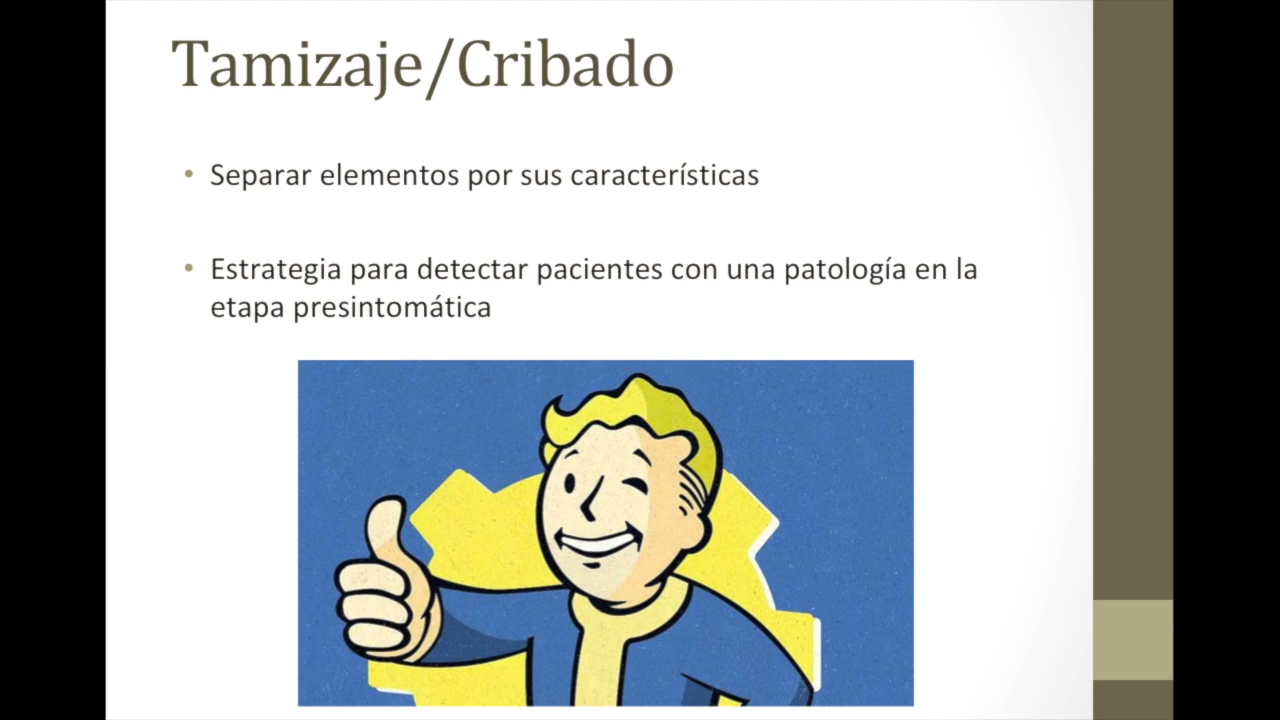 Tamizaje/Cribado
• Separar elementos por sus características
• Estrategia para detectar pacientes con una patología en la
etapa presintomática